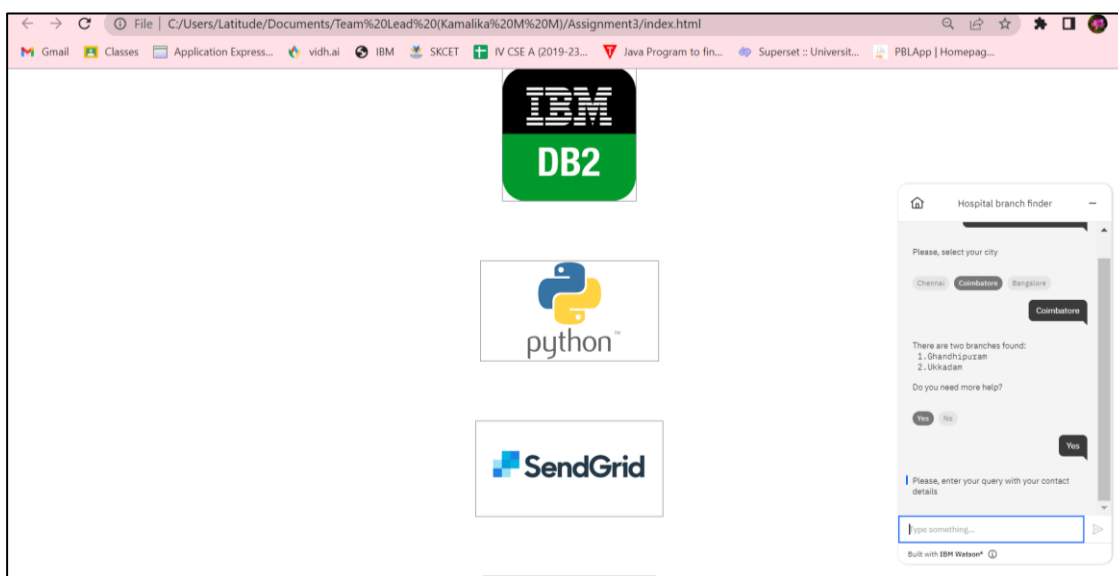 File | C:/Users/Latitude/Documents/Team%20Lead%20(Kamalika%20M%20M)/Assignment3/index.html
Gmail Classes Application Express... vidh.ai IBM SKCET IV CSE A (2019-23... Java Program to fin... Superset :: Universit... PBLApp | Homepag...
IBM
DB2
python™
SendGrid
Hospital branch finder
Please, select your city
Chennai Coimbatore Bangalore
Coimbatore
There are two branches found:
1.Ghandhipuram
2.Ukkadam
Do you need more help?
Yes No
Yes
Please, enter your query with your contact
details
Type something...
Built with IBM Watson®